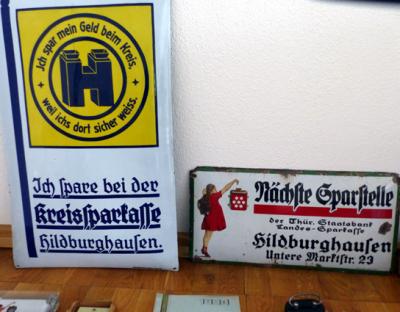 Ich spar mein Geld beim Kreis,
weil ichs dort sicher weiss.
H
Ich spare bei der
Kreissparkasse
Hildburghausen.
Nächste Sparstelle
der Thür. Staatsbank
Landes-Sparkasse
Hildburghausen
Untere Marktstr. 23